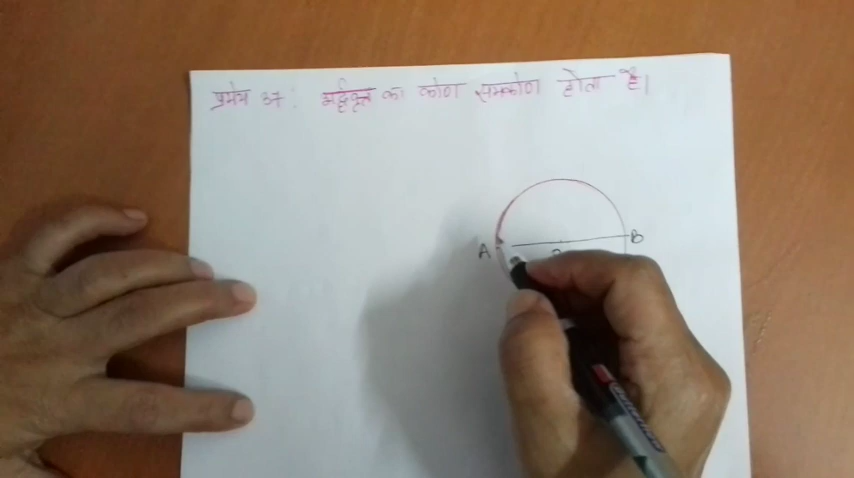 प्रमेय 37: अर्द्धवृत्त का कोण समकोण होता है।
A B